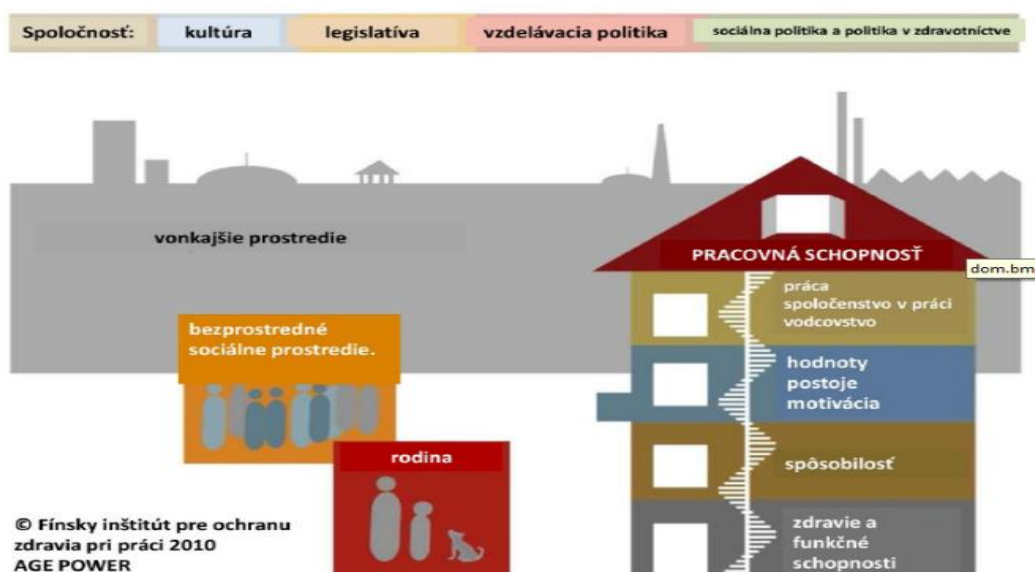 Spoločnosť: kultúra legislatíva vzdelávacia politika sociálna politika a politika v zdravotníctve
vonkajšie prostredie
PRACOVNÁ SCHOPNOSŤ
dom.bm
práca
spoločenstvo v práci
vodcovstvo
bezprostredné
sociálne prostredie.
hodnoty
postoje
motivácia
rodina
spôsobilosť
© Fínsky inštitút pre ochranu
zdravia pri práci 2010
AGE POWER
zdravie a
funkčné
schopnosti